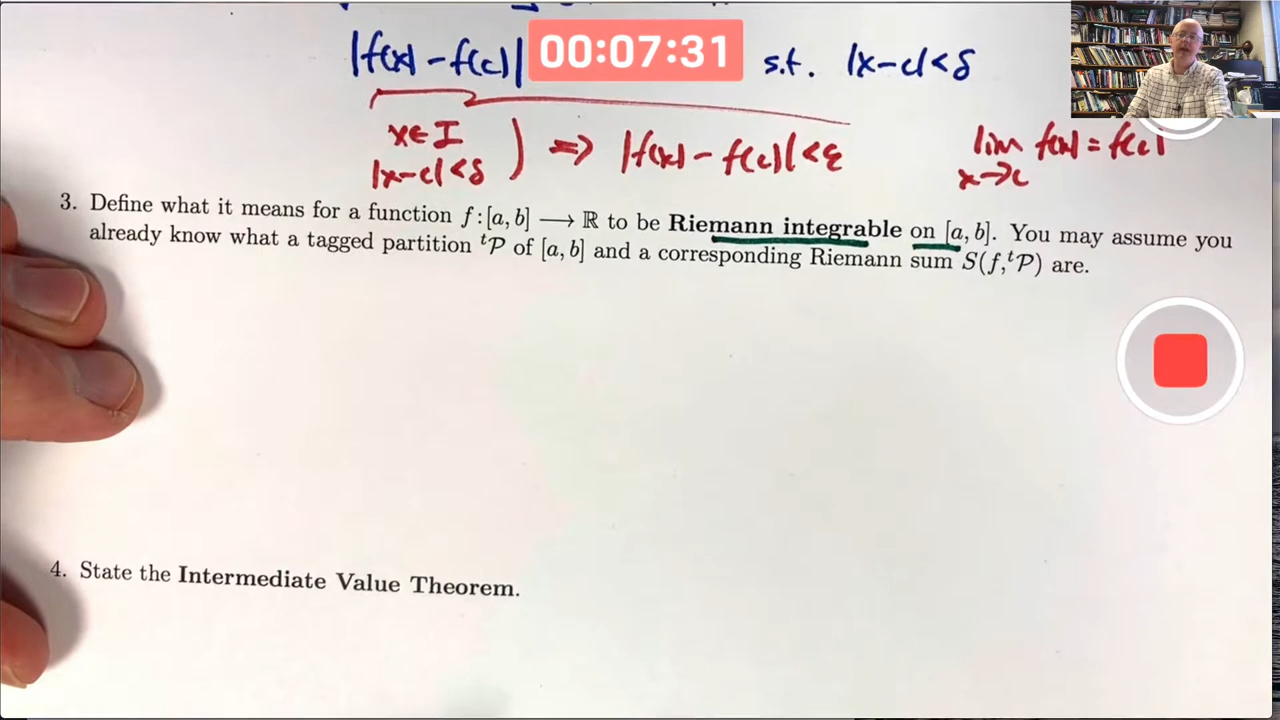 |f(x) - f(c)| 00:07:31 s.t. |x-c|<δ
x∈I
|x-c|<δ ) ⇒ |f(x) - f(c)|<ε
lim f(x) = f(c)
x→c
3. Define what it means for a function f:[a, b] ⟶ ℝ to be Riemann integrable on [a, b]. You may assume you
already know what a tagged partition ᵗ𝒫 of [a, b] and a corresponding Riemann sum S(f,ᵗ𝒫) are.
4. State the Intermediate Value Theorem.